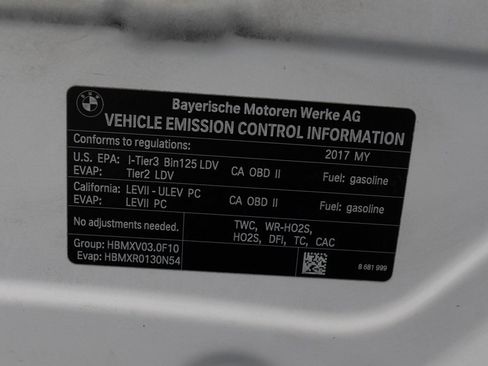 Bayerische Motoren Werke AG
VEHICLE EMISSION CONTROL INFORMATION
Conforms to regulations: 2017 MY
U.S. EPA: I-Tier3 Bin125 LDV CA OBD II Fuel: gasoline
EVAP: Tier2 LDV
California: LEVII - ULEV PC CA OBD II Fuel: gasoline
EVAP: LEVII PC
No adjustments needed. TWC, WR-HO2S,
HO2S, DFI, TC, CAC
Group: HBMXV03.0F10
Evap: HBMXR0130N54 8 681 999